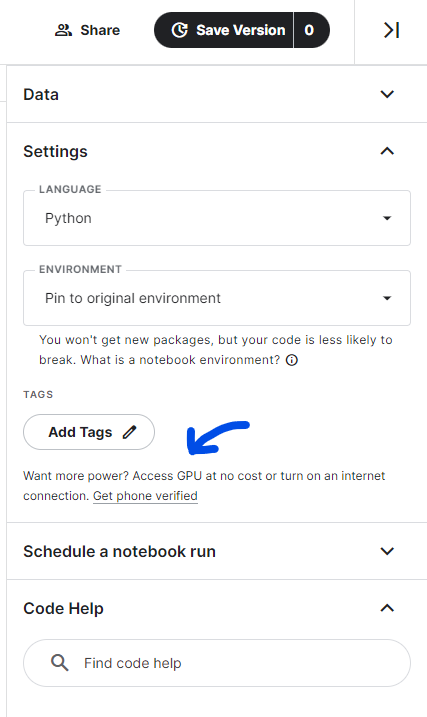 Share
Save Version 0
Data
Settings
LANGUAGE
Python
ENVIRONMENT
Pin to original environment
You won't get new packages, but your code is less likely to
break. What is a notebook environment?
TAGS
Add Tags
Want more power? Access GPU at no cost or turn on an internet
connection. Get phone verified
Schedule a notebook run
Code Help
Find code help